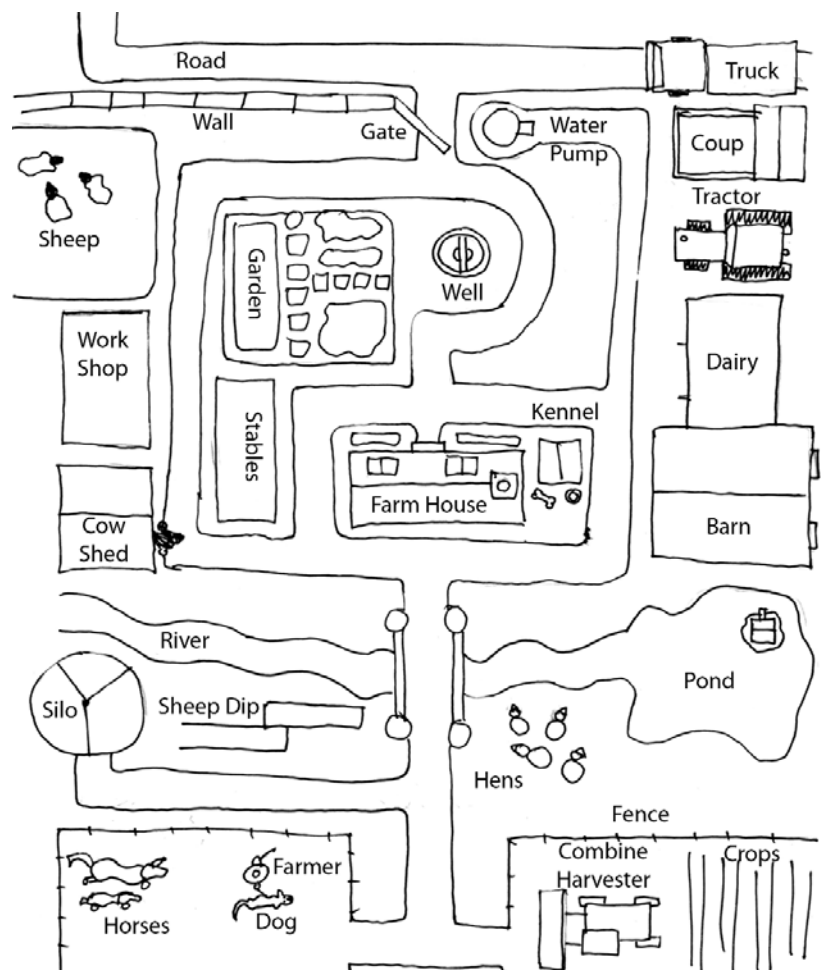 Road
Truck
Wall
Gate
Water
Pump
Coup
Sheep
Tractor
Garden
Well
Work
Shop
Dairy
Stables
Kennel
Farm House
Cow
Shed
Barn
River
Silo
Sheep Dip
Pond
Hens
Fence
Farmer
Combine
Harvester
Crops
Horses
Dog